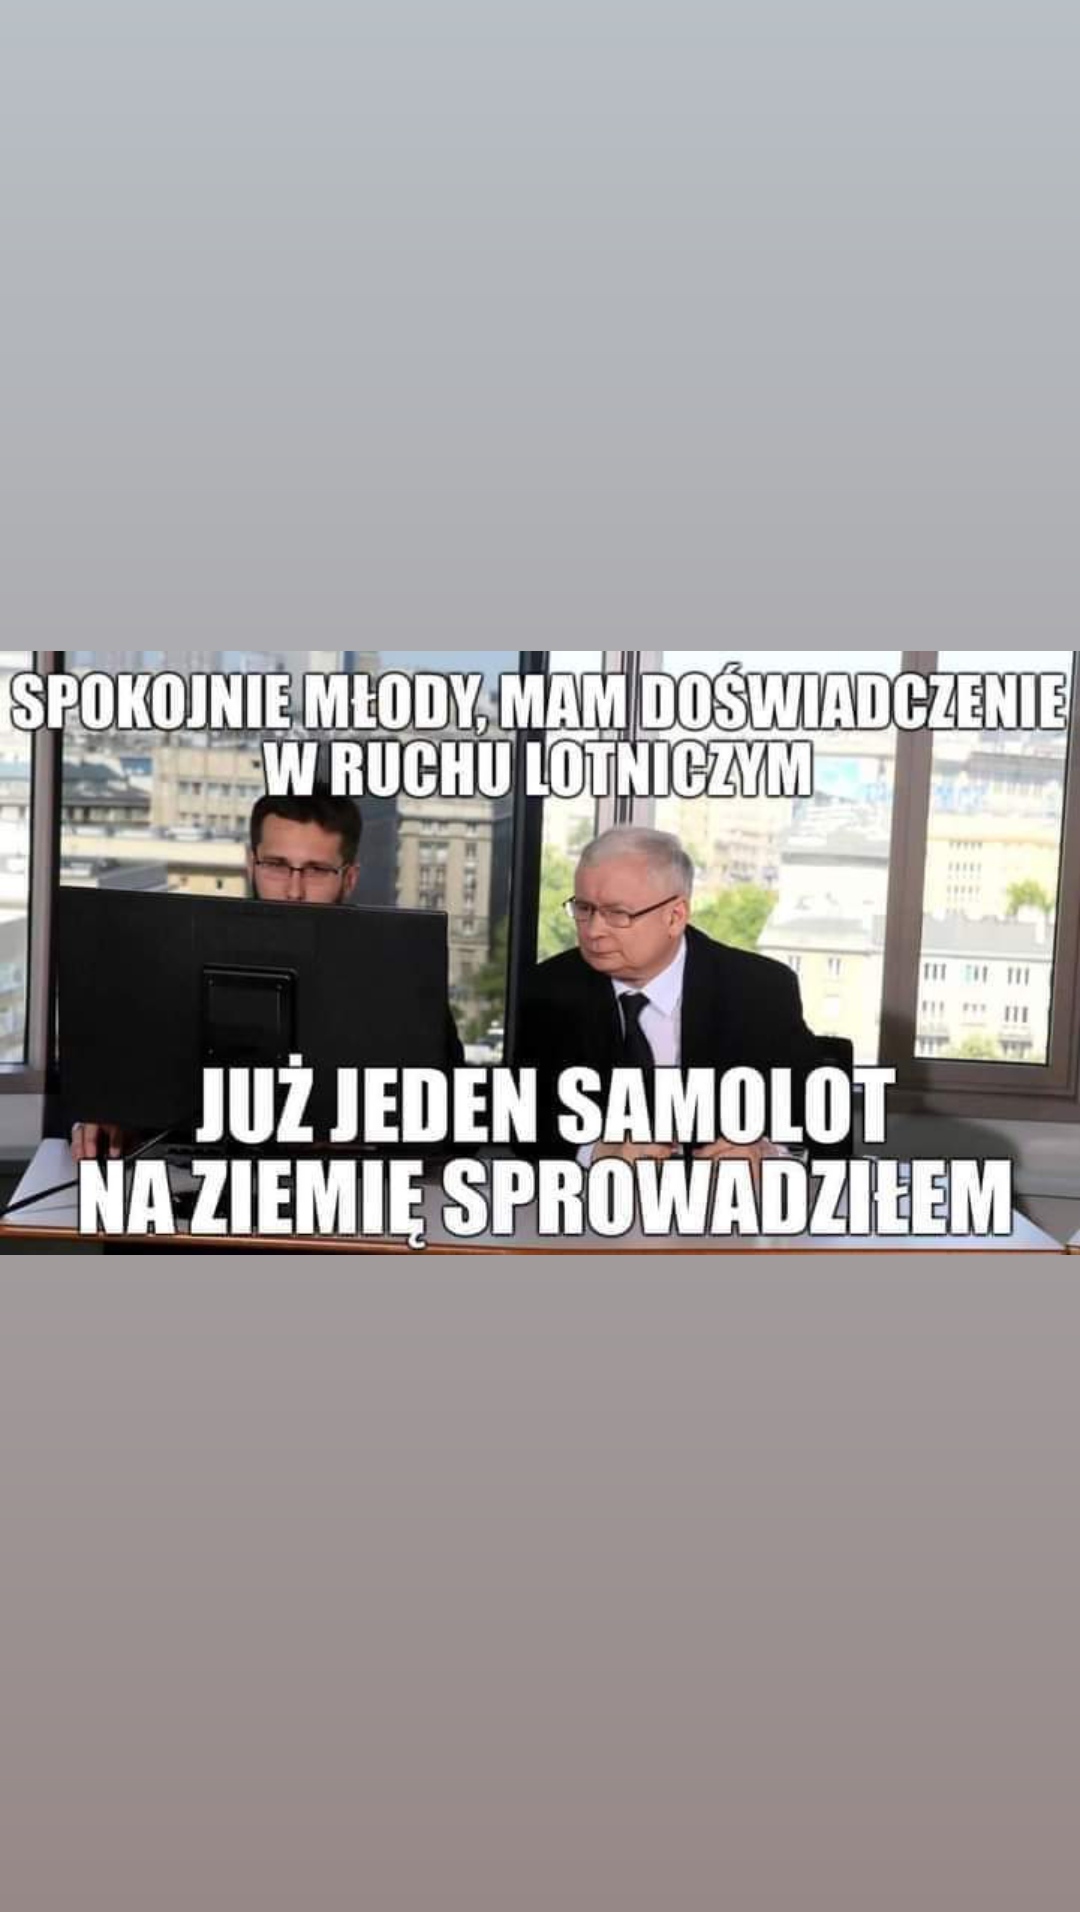 SPOKOJNIE MŁODY, MAM DOŚWIADCZENIE
W RUCHU LOTNICZYM
JUŻ JEDEN SAMOLOT
NA ZIEMIĘ SPROWADZIŁEM